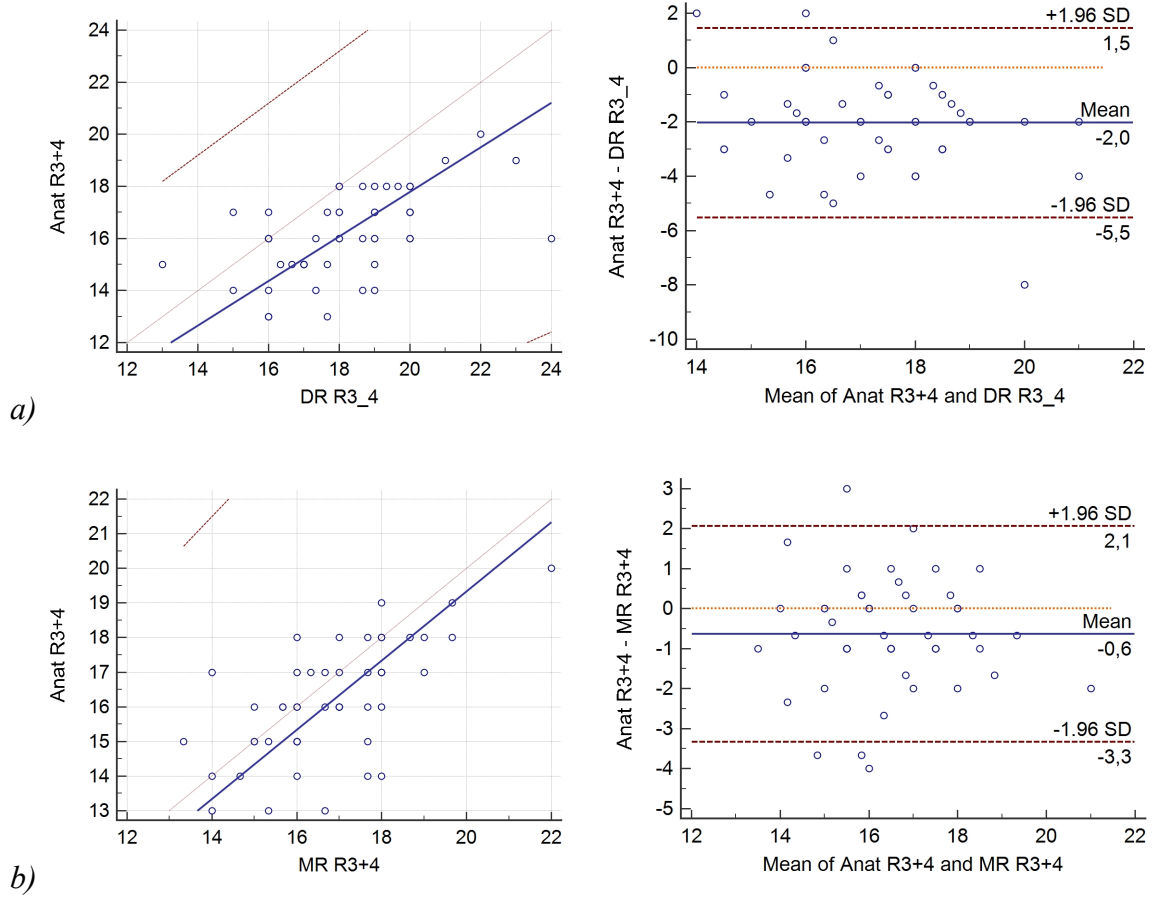 24
22
20
18
16
14
12
Anat R3+4
12 14 16 18 20 22 24
DR R3_4
2
0
-2
-4
-6
-8
-10
Anat R3+4 - DR R3_4
+1.96 SD
1,5
Mean
-2,0
-1.96 SD
-5,5
14 16 18 20 22
Mean of Anat R3+4 and DR R3_4
a)
22
21
20
19
18
17
16
15
14
13
Anat R3+4
12 14 16 18 20 22
MR R3+4
3
2
1
0
-1
-2
-3
-4
-5
Anat R3+4 - MR R3+4
+1.96 SD
2,1
Mean
-0,6
-1.96 SD
-3,3
12 14 16 18 20 22
Mean of Anat R3+4 and MR R3+4
b)